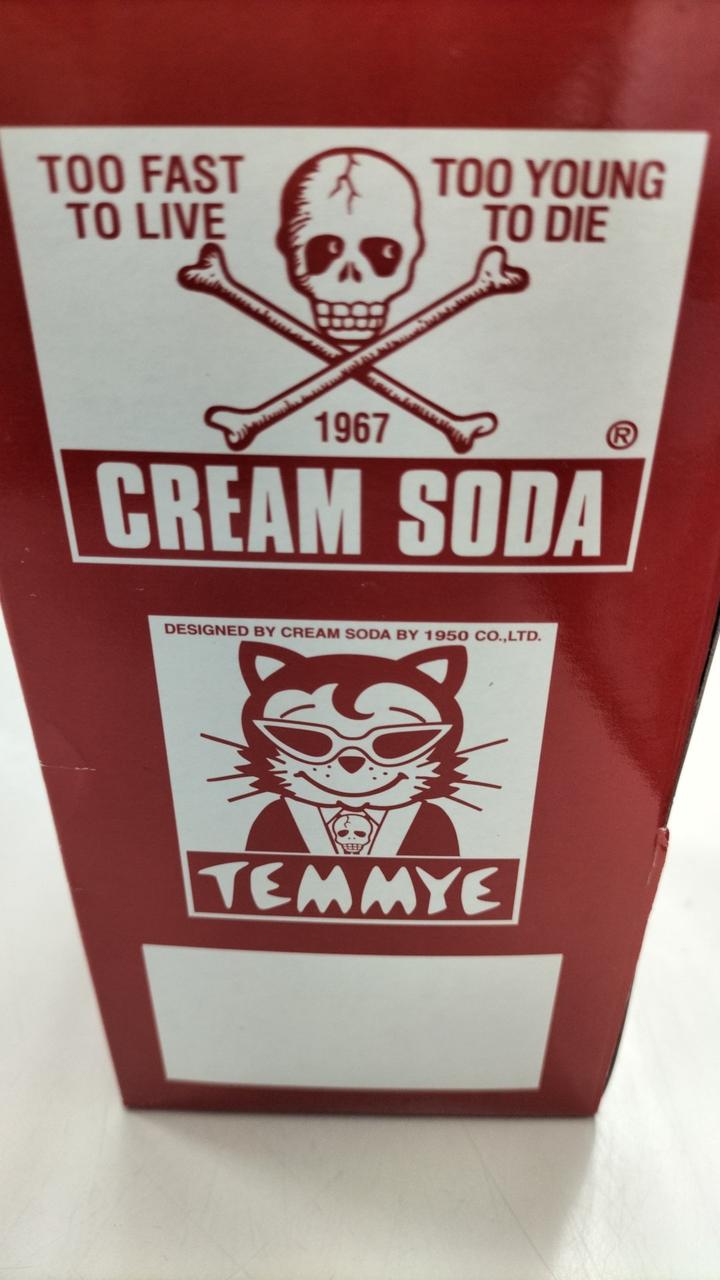 TOO FAST
TO LIVE
TOO YOUNG
TO DIE
1967
®
CREAM SODA
DESIGNED BY CREAM SODA BY 1950 CO.,LTD.
TEMMYE